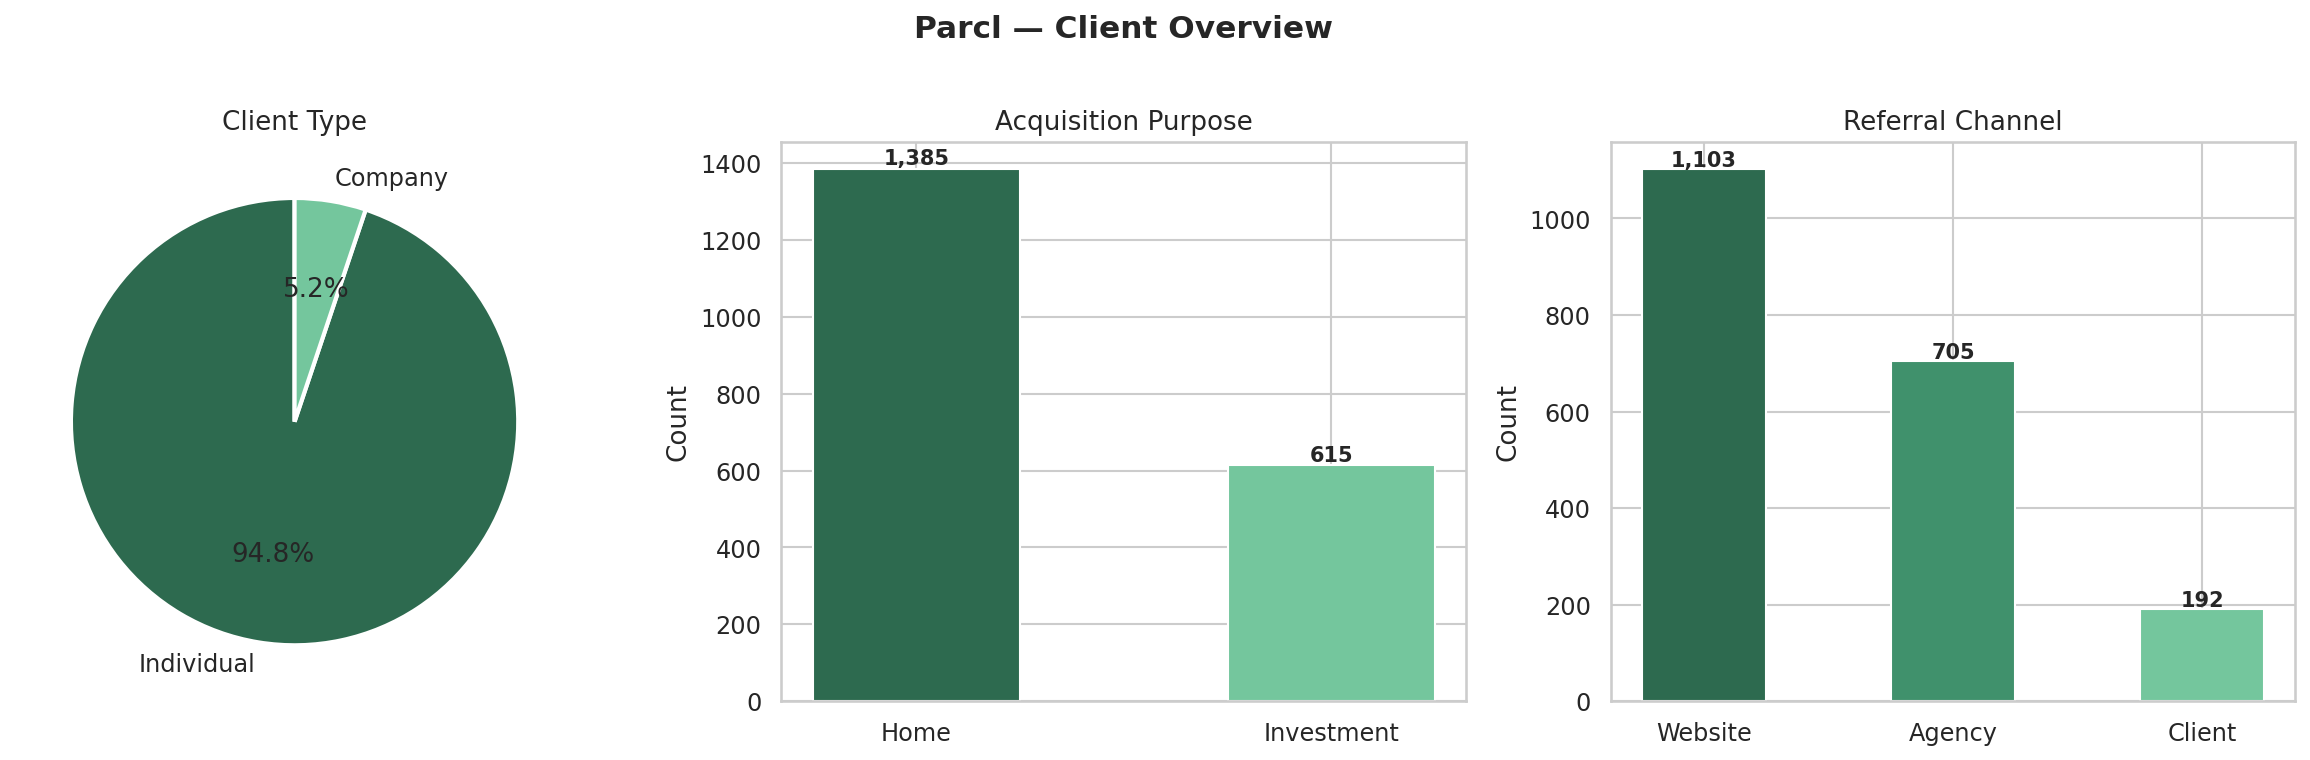 Parcl — Client Overview
Client Type
Company
5.2%
94.8%
Individual
Acquisition Purpose
Count
1400
1200
1000
800
600
400
200
0
1,385
615
Home
Investment
Referral Channel
Count
1000
800
600
400
200
0
1,103
705
192
Website
Agency
Client